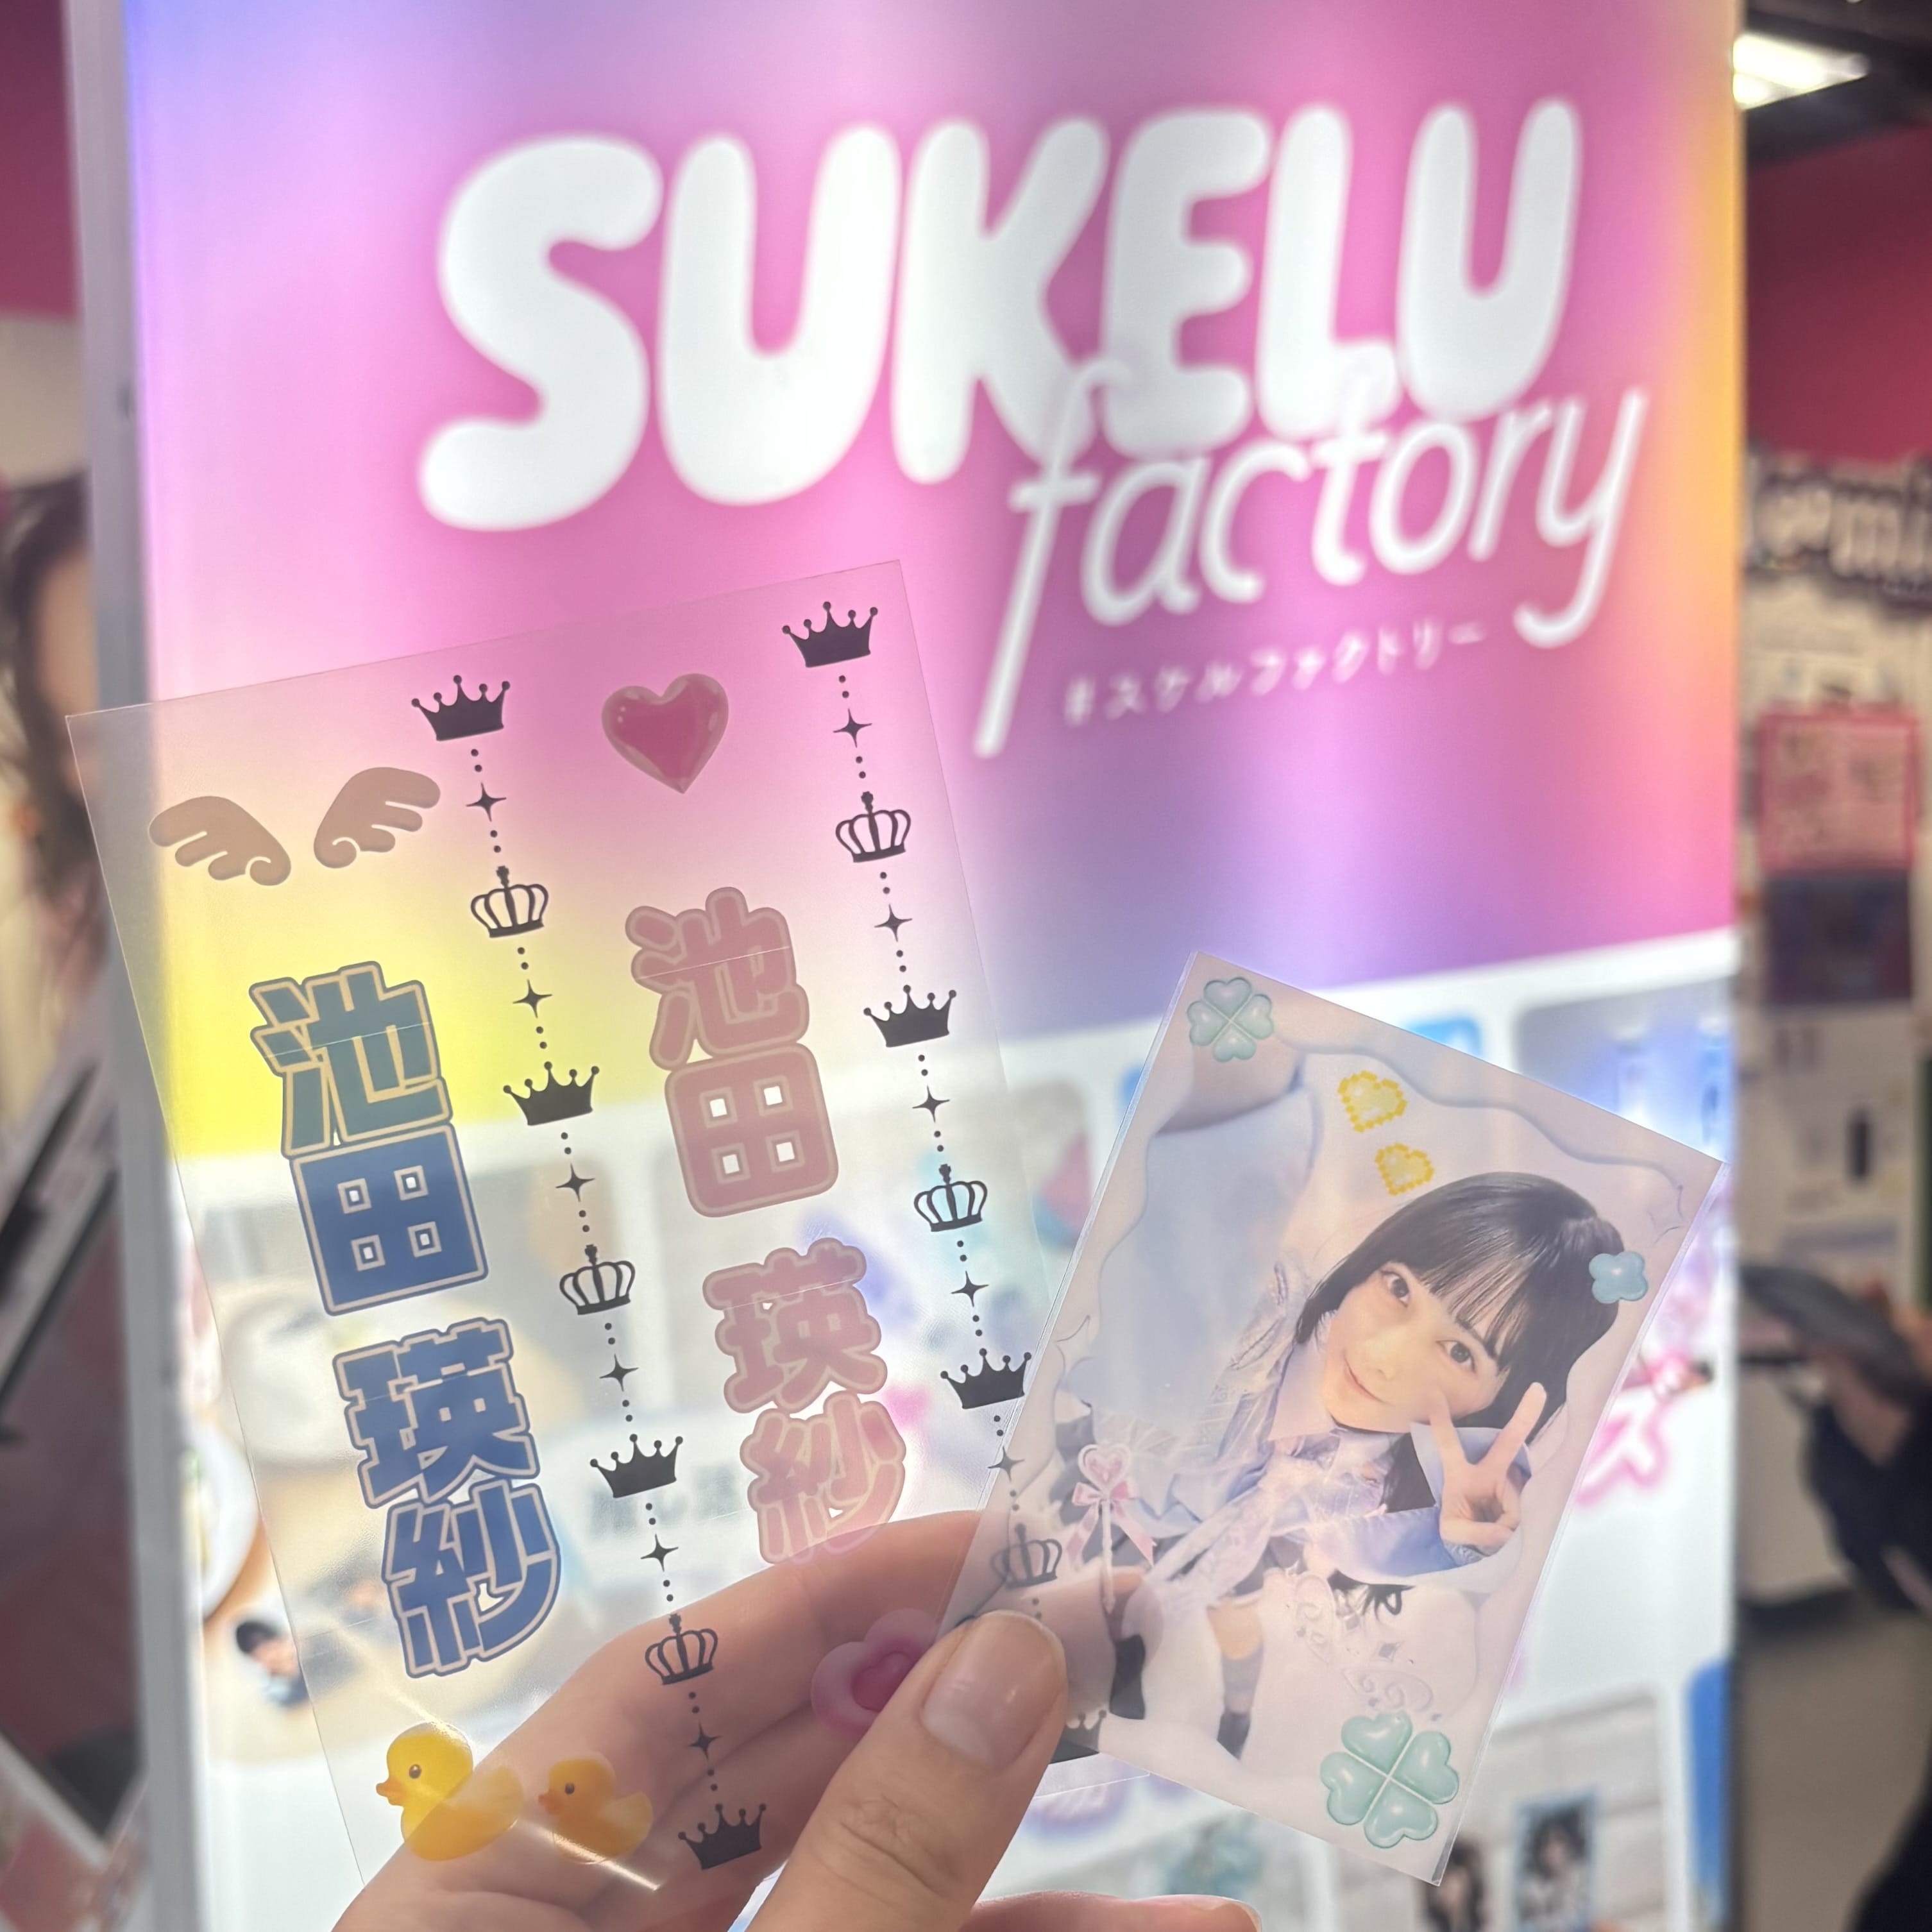 SUKELU
factory
#スケルファクトリー
池田
瑛紗
池田
瑛紗